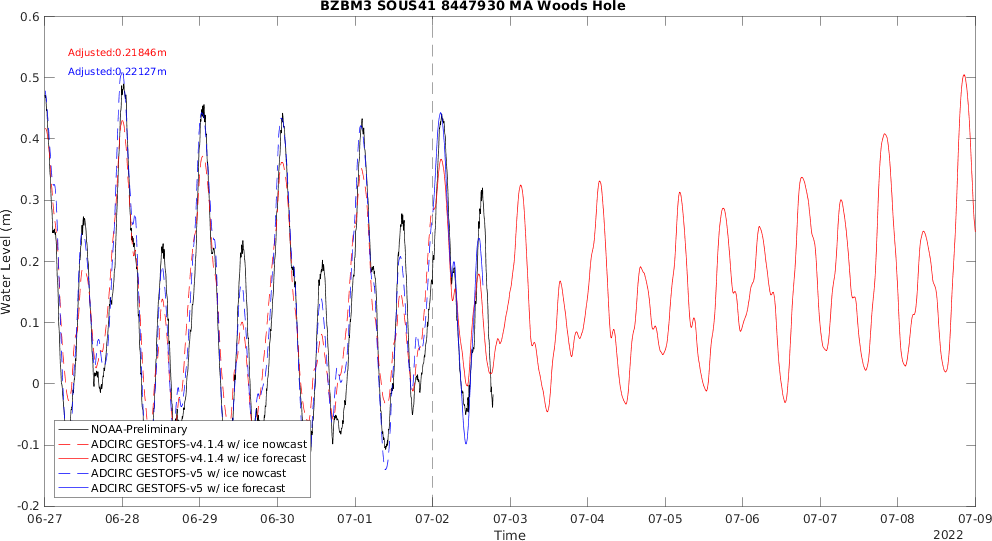 BZBM3 SOUS41 8447930 MA Woods Hole
Adjusted:0.21846m
Adjusted:0.22127m
Water Level (m)
0.6
0.5
0.4
0.3
0.2
0.1
0
-0.1
-0.2
NOAA-Preliminary
ADCIRC GESTOFS-v4.1.4 w/ ice nowcast
ADCIRC GESTOFS-v4.1.4 w/ ice forecast
ADCIRC GESTOFS-v5 w/ ice nowcast
ADCIRC GESTOFS-v5 w/ ice forecast
06-27 06-28 06-29 06-30 07-01 07-02 07-03 07-04 07-05 07-06 07-07 07-08 07-09
Time
2022